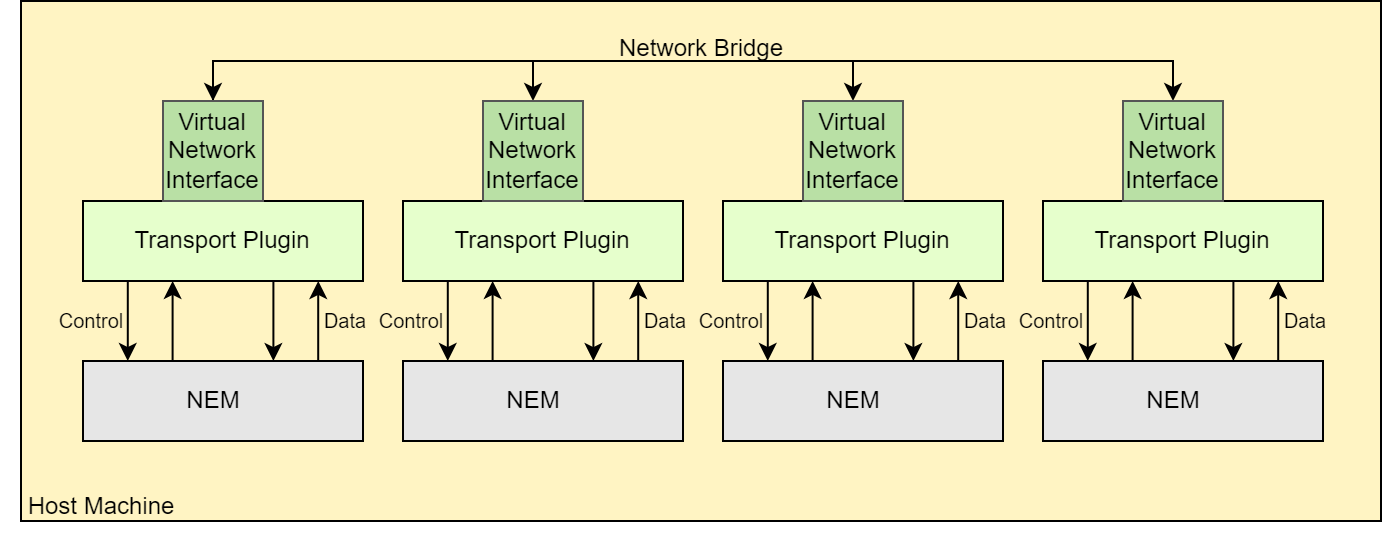 Network Bridge
Virtual
Network
Interface
Virtual
Network
Interface
Virtual
Network
Interface
Virtual
Network
Interface
Transport Plugin
Transport Plugin
Transport Plugin
Transport Plugin
Control
Data
Control
Data
Control
Data
Control
Data
NEM
NEM
NEM
NEM
Host Machine